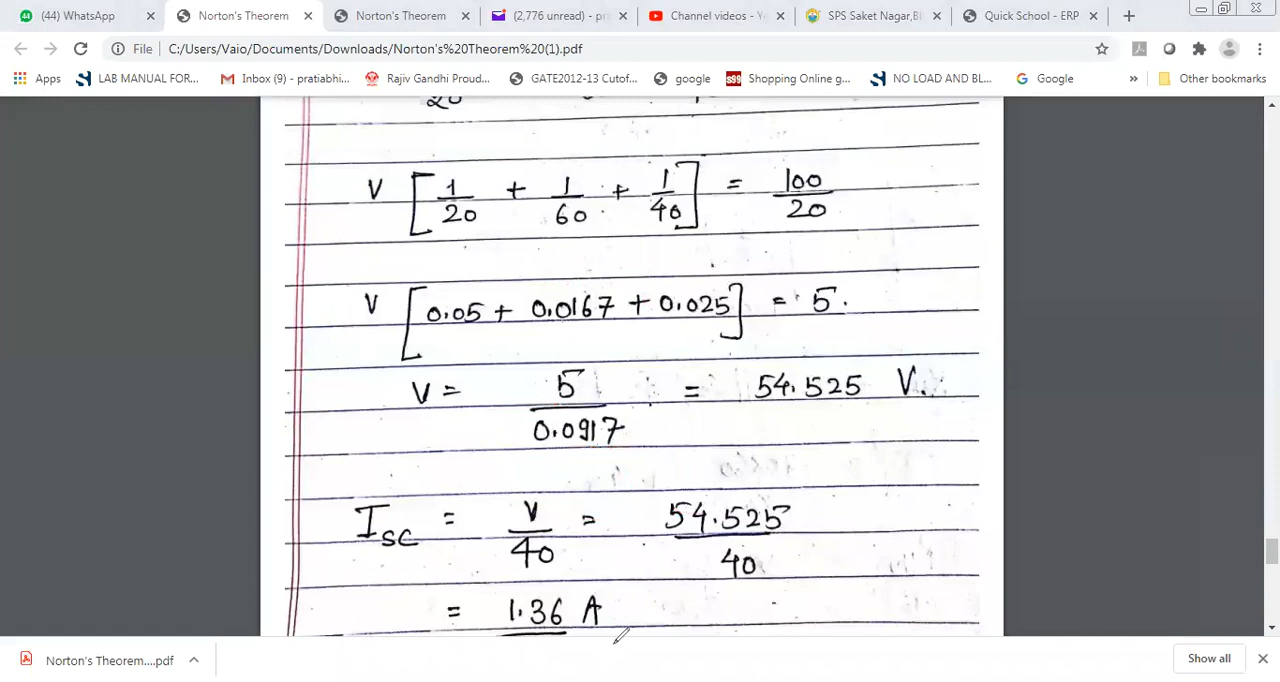 (44) WhatsApp
Norton's Theorem
Norton's Theorem
(2,776 unread) - pr
Channel videos - Y
SPS Saket Nagar,B
Quick School - ERP
File
C:/Users/Vaio/Documents/Downloads/Norton's%20Theorem%20(1).pdf
Apps
LAB MANUAL FOR...
Inbox (9) - pratiabhi...
Rajiv Gandhi Proud...
GATE2012-13 Cutof...
google
Shopping Online g...
NO LOAD AND BL...
Google
Other bookmarks
20
V [1/20 + 1/60 + 1/40] = 100/20
V [0.05 + 0.0167 + 0.025] = 5.
V = 5/0.0917 = 54.525 V.
Isc = V/40 = 54.525/40
= 1.36 A
Norton's Theorem....pdf
Show all